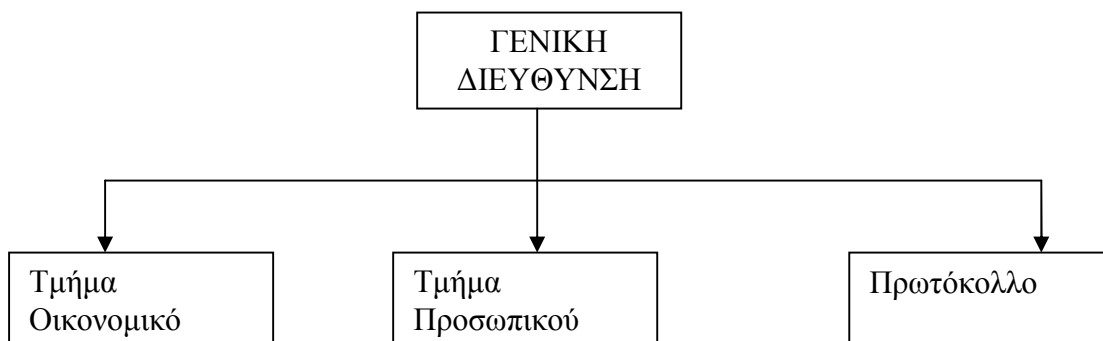 ΓΕΝΙΚΗ
ΔΙΕΥΘΥΝΣΗ
Τμήμα
Οικονομικό
Τμήμα
Προσωπικού
Πρωτόκολλο